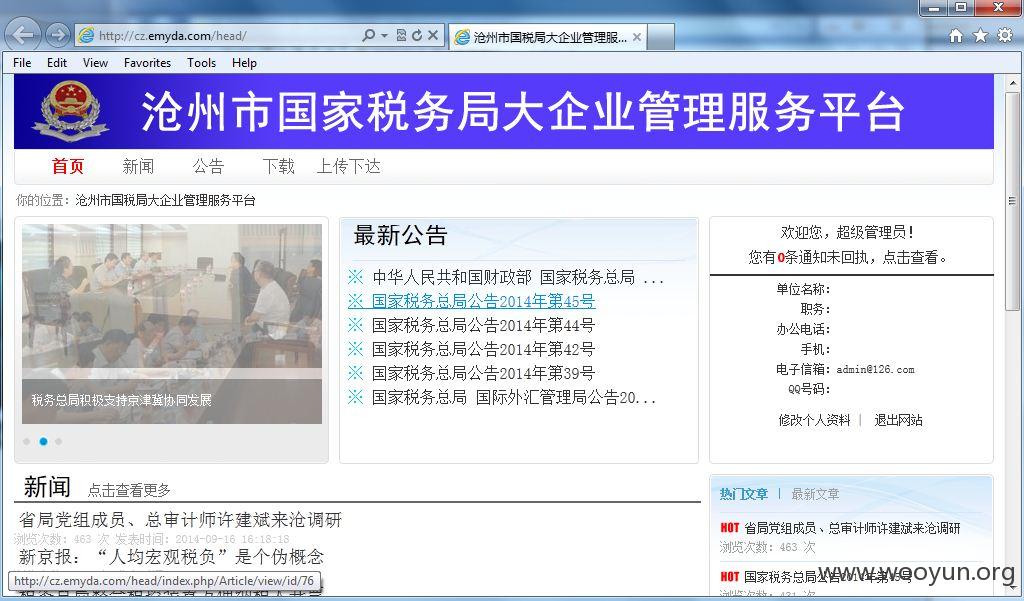 http://cz.emyda.com/head/
沧州市国税局大企业管理服...
File Edit View Favorites Tools Help
沧州市国家税务局大企业管理服务平台
首页 新闻 公告 下载 上传下达
你的位置：沧州市国税局大企业管理服务平台
税务总局积极支持京津冀协同发展
最新公告
※ 中华人民共和国财政部 国家税务总局 ...
※ 国家税务总局公告2014年第45号
※ 国家税务总局公告2014年第44号
※ 国家税务总局公告2014年第42号
※ 国家税务总局公告2014年第39号
※ 国家税务总局 国际外汇管理局公告20...
欢迎您，超级管理员！
您有0条通知未回执，点击查看。
单位名称：
职务：
办公电话：
手机：
电子信箱：admin@126.com
QQ号码：
修改个人资料 | 退出网站
新闻 点击查看更多
省局党组成员、总审计师许建斌来沧调研
浏览次数：463 次 发表时间：2014-09-16 16:18:18
新京报：“人均宏观税负”是个伪概念
http://cz.emyda.com/head/index.php/Article/view/id/76
热门文章 | 最新文章
HOT 省局党组成员、总审计师许建斌来沧调研
浏览次数：463 次
HOT 国家税务总局公告2014年第45号
www.wooyun.org